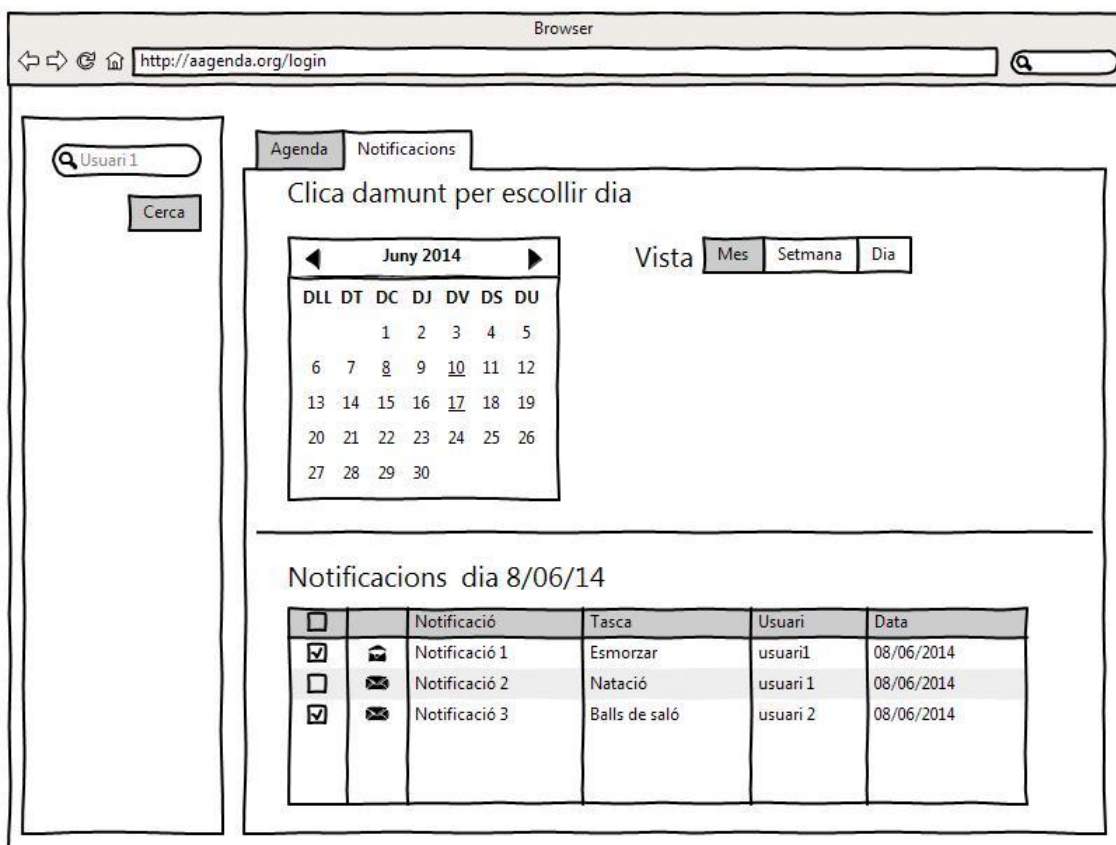 Browser
http://aagenda.org/login
Usuari 1
Cerca
Agenda Notificacions
Clica damunt per escollir dia
Vista Mes Setmana Dia
Juny 2014
DLL DT DC DJ DV DS DU
1 2 3 4 5
6 7 8 9 10 11 12
13 14 15 16 17 18 19
20 21 22 23 24 25 26
27 28 29 30
Notificacions dia 8/06/14
Notificació Tasca Usuari Data
Notificació 1 Esmorzar usuari1 08/06/2014
Notificació 2 Natació usuari 1 08/06/2014
Notificació 3 Balls de saló usuari 2 08/06/2014